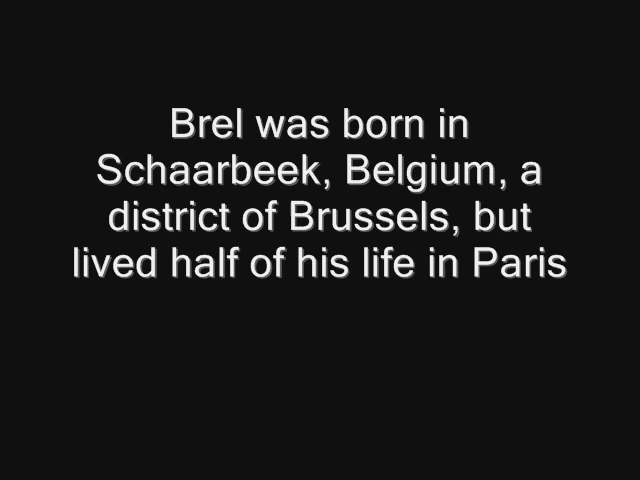 Brel was born in
Schaarbeek, Belgium, a
district of Brussels, but
lived half of his life in Paris